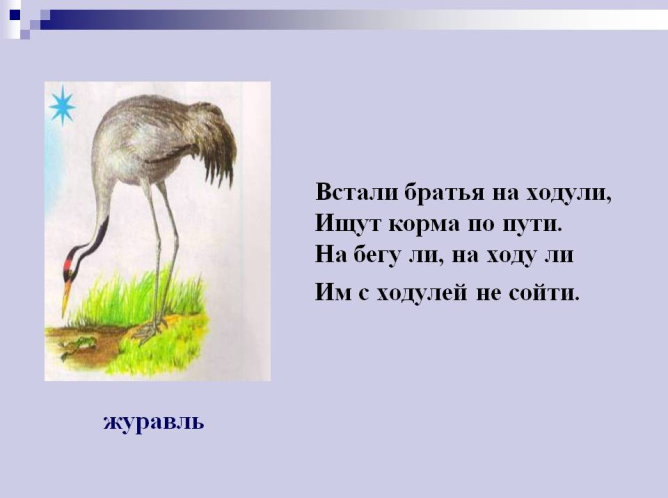 Встали братья на ходули,
Ищут корма по пути.
На бегу ли, на ходу ли
Им с ходулей не сойти.
журавль